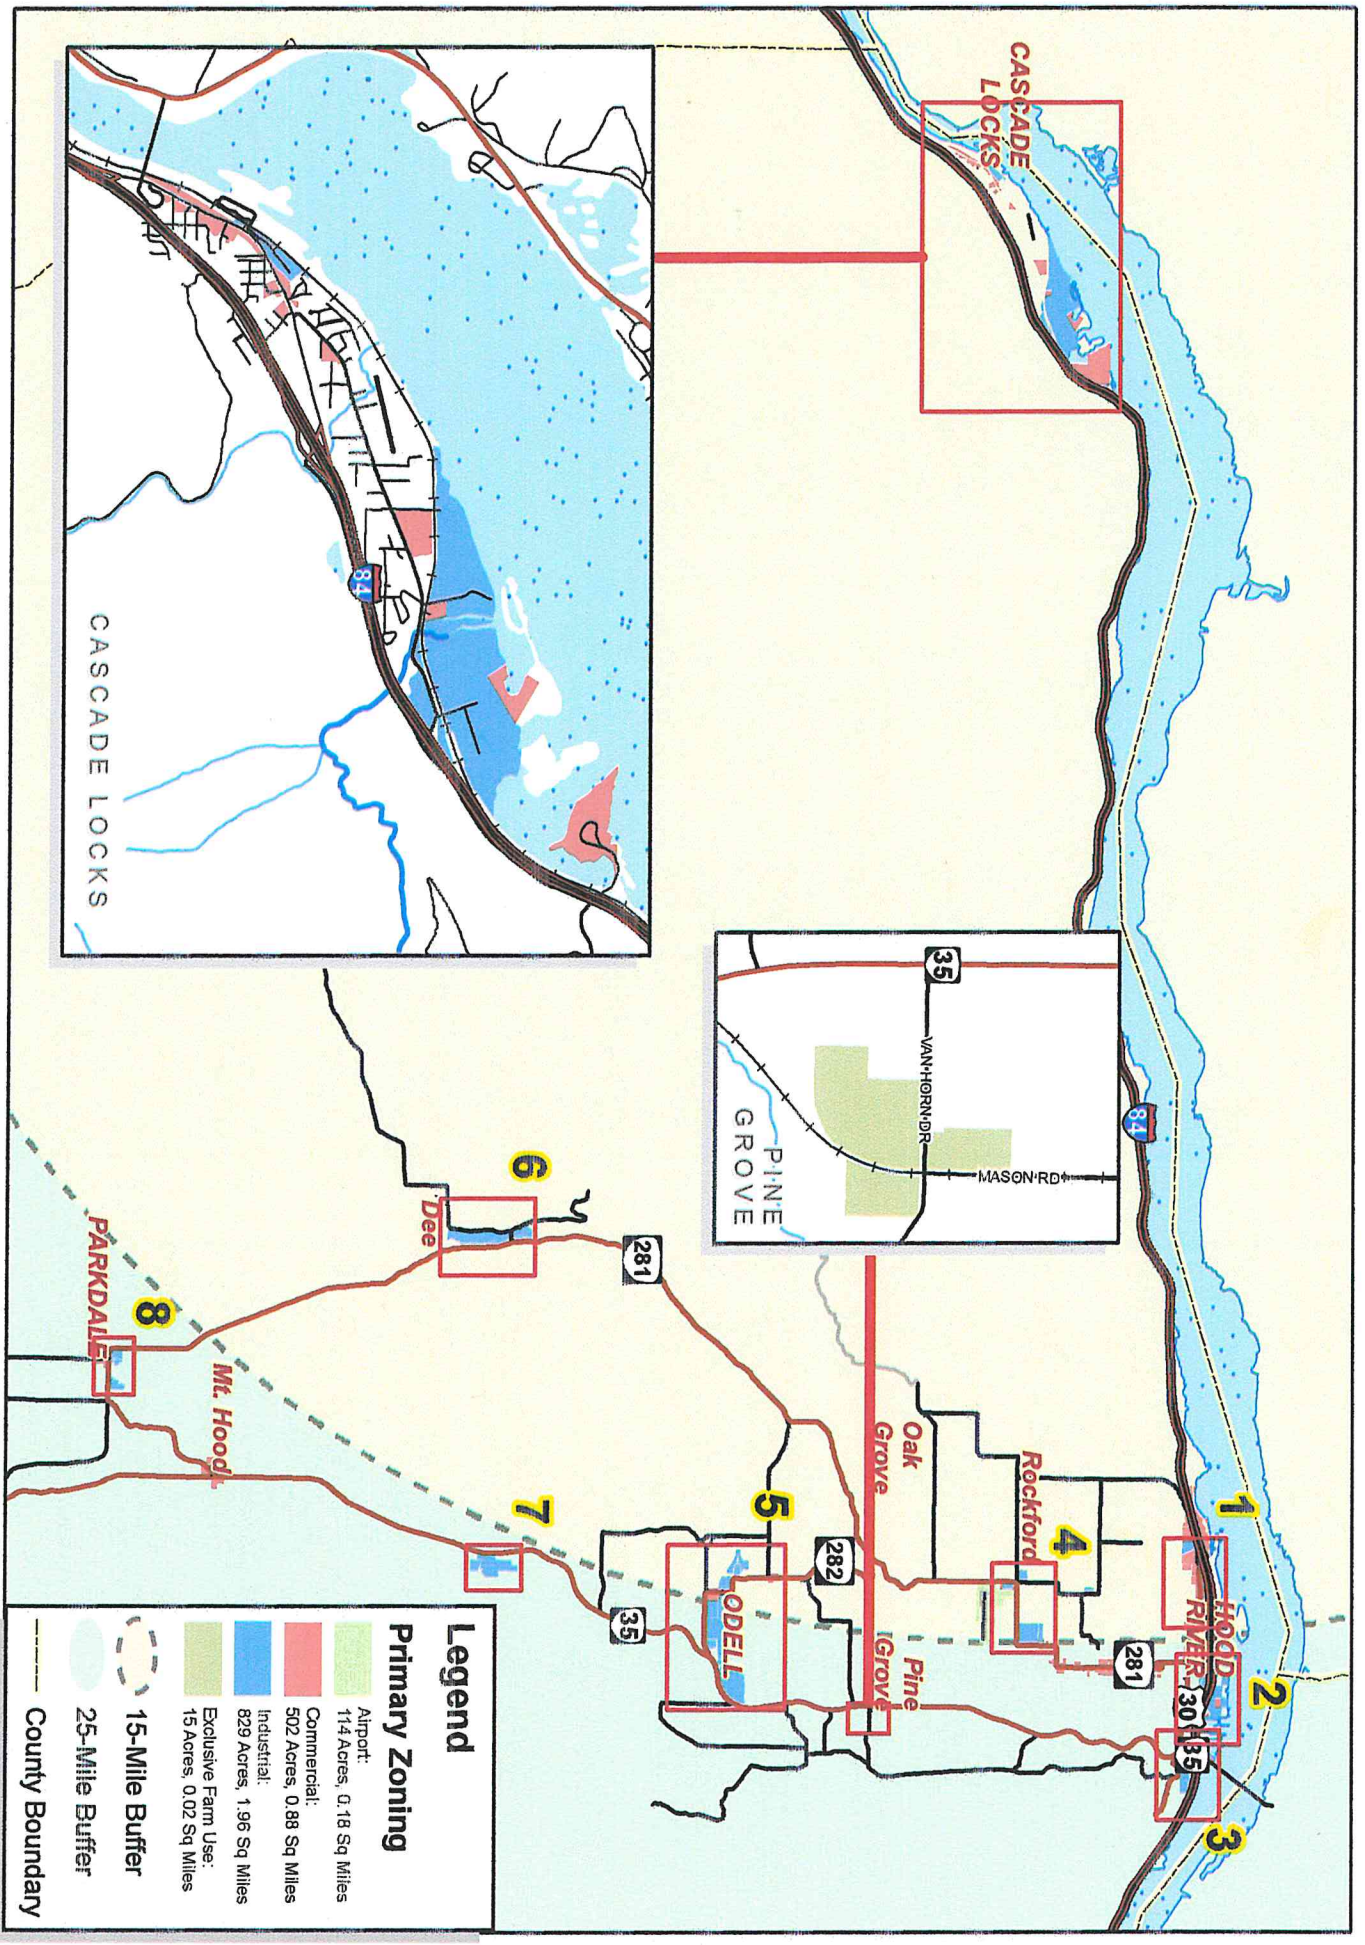 CASCADE
LOCKS
84
1
HOOD
RIVER
2
30
35
3
281
4
Rockford
Oak
Grove
Pine
Grove
282
5
ODELL
35
281
6
Dee
7
Mt. Hood
8
PARKDALE
35
VAN HORN DR
MASON RD
PINE
GROVE
84
CASCADE LOCKS
Legend
Primary Zoning
Airport:
114 Acres, 0.18 Sq Miles
Commercial:
502 Acres, 0.88 Sq Miles
Industrial:
829 Acres, 1.96 Sq Miles
Exclusive Farm Use:
15 Acres, 0.02 Sq Miles
15-Mile Buffer
25-Mile Buffer
County Boundary